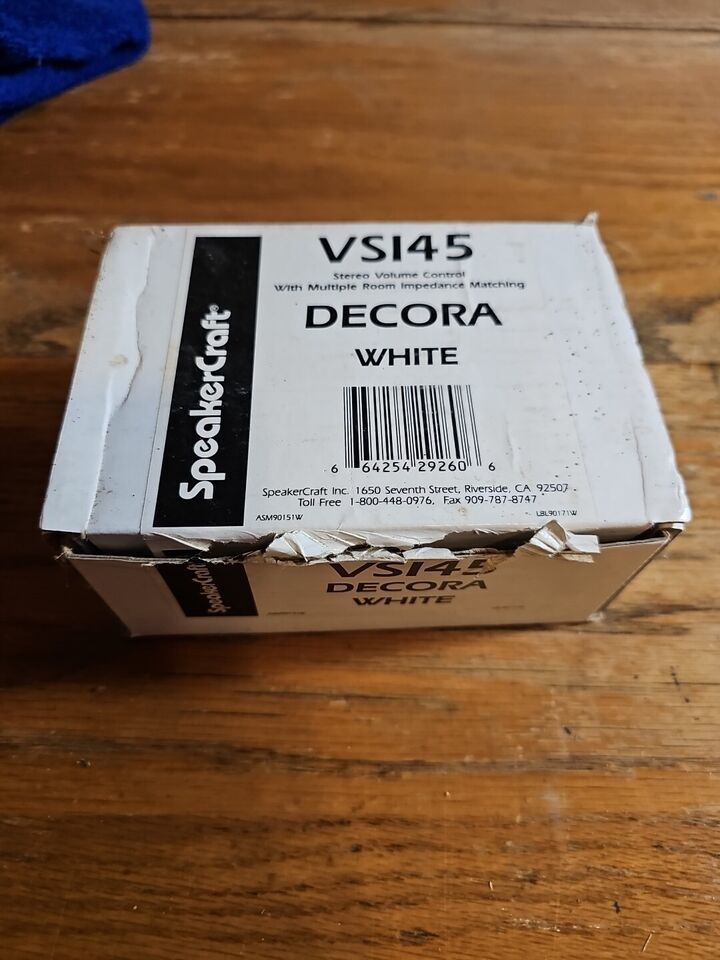 SpeakerCraft®
VSI45
Stereo Volume Control
With Multiple Room Impedance Matching
DECORA
WHITE
6 64254 29260 6
SpeakerCraft Inc. 1650 Seventh Street, Riverside, CA 92507
Toll Free 1-800-448-0976, Fax 909-787-8747
ASM90151W
LBL90171W
SpeakerCraft
VSI45
DECORA
WHITE